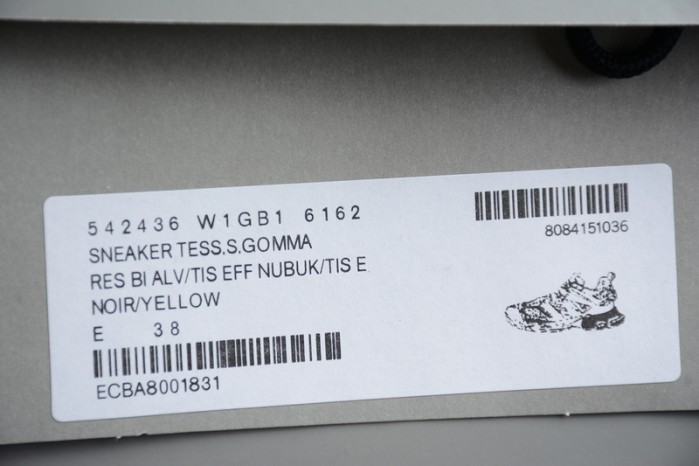 542436 W1GB1 6162
SNEAKER TESS.S.GOMMA
RES BI ALV/TIS EFF NUBUK/TIS E
NOIR/YELLOW
E 38
ECBA8001831
8084151036